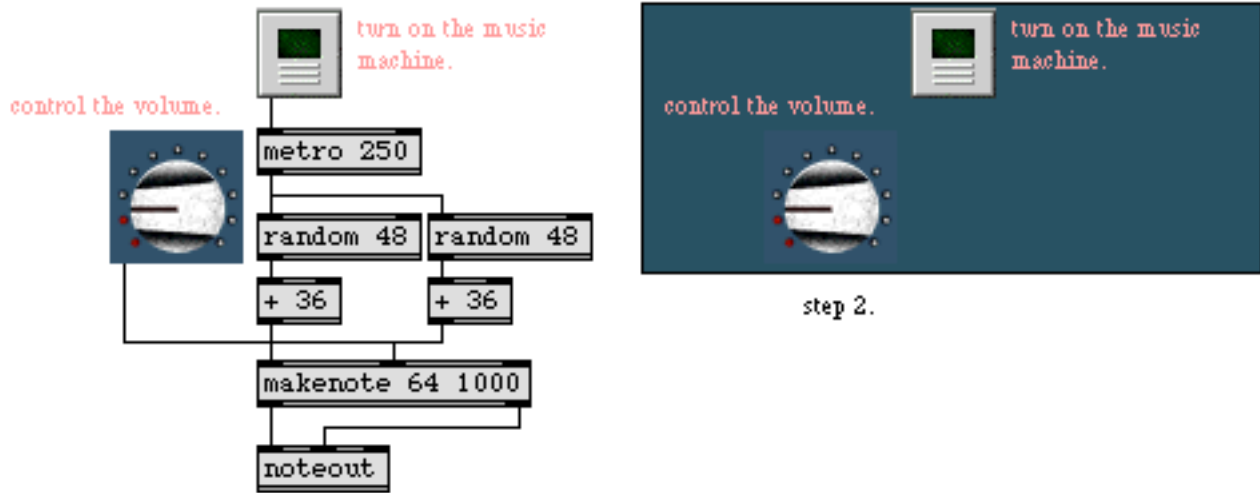 turn on the music
machine.
control the volume.
metro 250
random 48
random 48
+ 36
+ 36
makenote 64 1000
noteout
turn on the music
machine.
control the volume.
step 2.